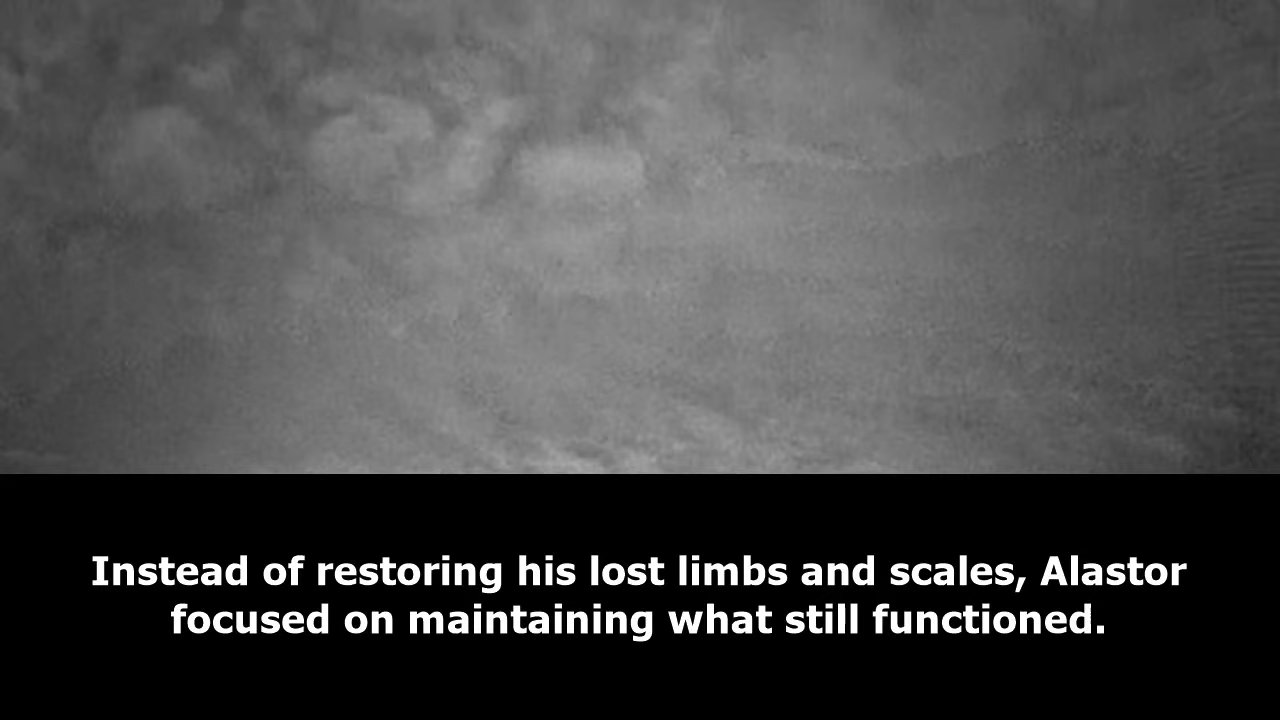 Instead of restoring his lost limbs and scales, Alastor
focused on maintaining what still functioned.